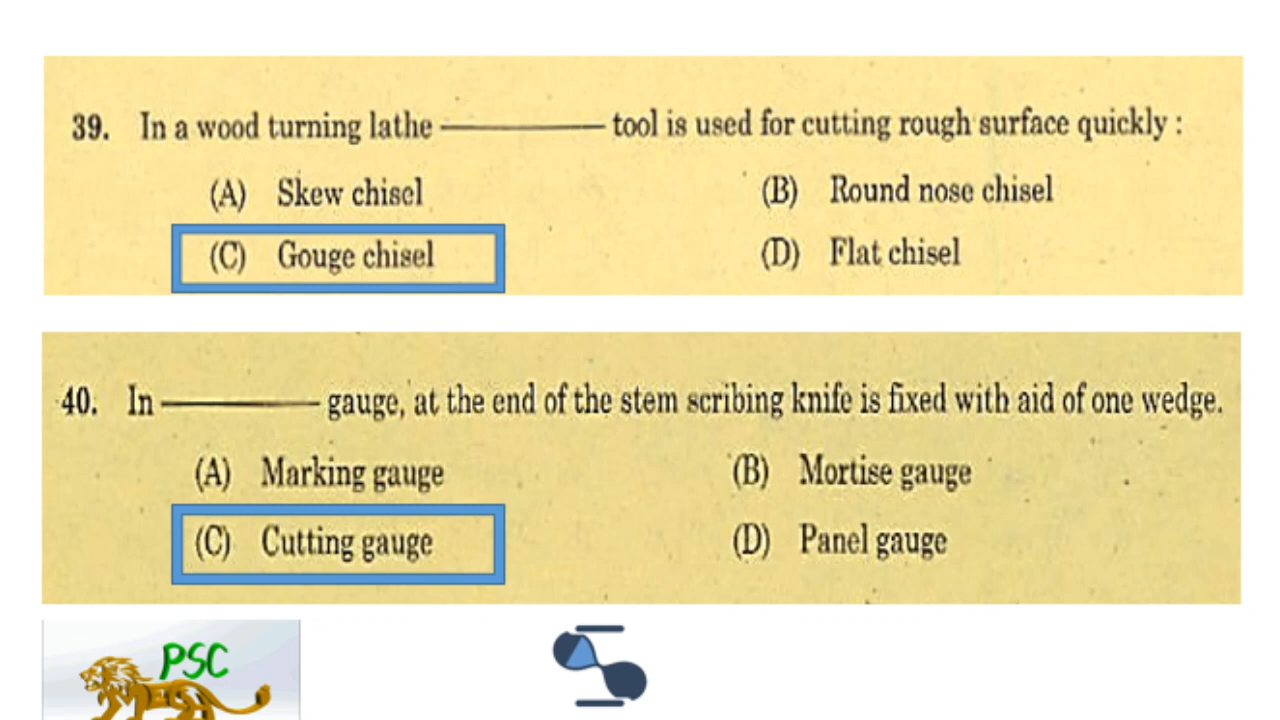 39. In a wood turning lathe ———— tool is used for cutting rough surface quickly :
(A) Skew chisel (B) Round nose chisel
(C) Gouge chisel (D) Flat chisel
40. In ———— gauge, at the end of the stem scribing knife is fixed with aid of one wedge.
(A) Marking gauge (B) Mortise gauge
(C) Cutting gauge (D) Panel gauge
PSC